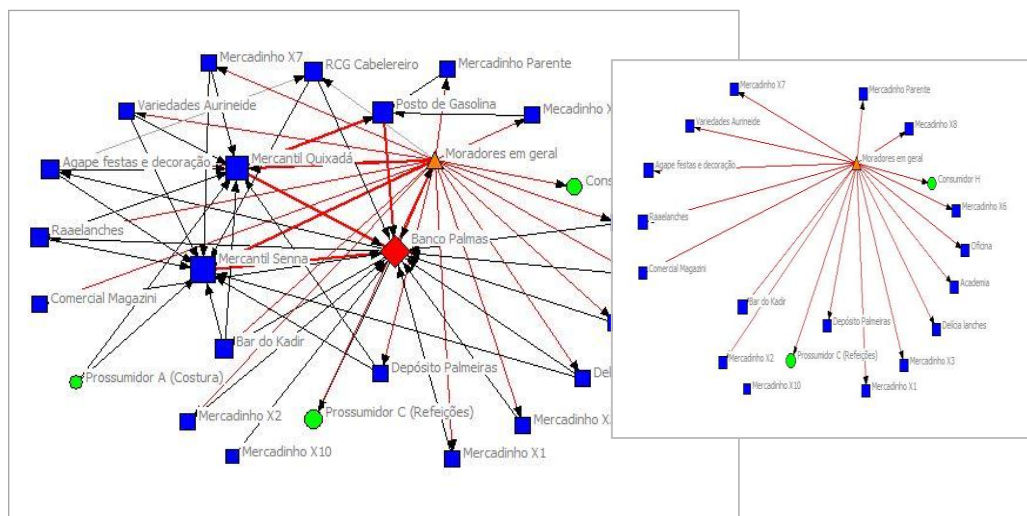 Mercadinho X7
RCG Cabelereiro
Mercadinho Parente
Variedades Aurineide
Posto de Gasolina
Mecadinho X
Agape festas e decoração
Mercantil Quixadá
Moradores em geral
Cons
Raaelanches
Banco Palmas
Mercantil Senna
Comercial Magazini
Bar do Kadir
Depósito Palmeiras
Del
Prossumidor A (Costura)
Mercadinho X2
Prossumidor C (Refeições)
Mercadinho X
Mercadinho X10
Mercadinho X1
Mercadinho X7
Mercadinho Parente
Variedades Aurineide
Mecadinho X8
Moradores em geral
Agape festas e decoração
Consumidor H
Raaelanches
Mercadinho X6
Oficina
Comercial Magazini
Academia
Bar do Kadir
Depósito Palmeiras
Delícia lanches
Mercadinho X2
Prossumidor C (Refeições)
Mercadinho X3
Mercadinho X10
Mercadinho X1